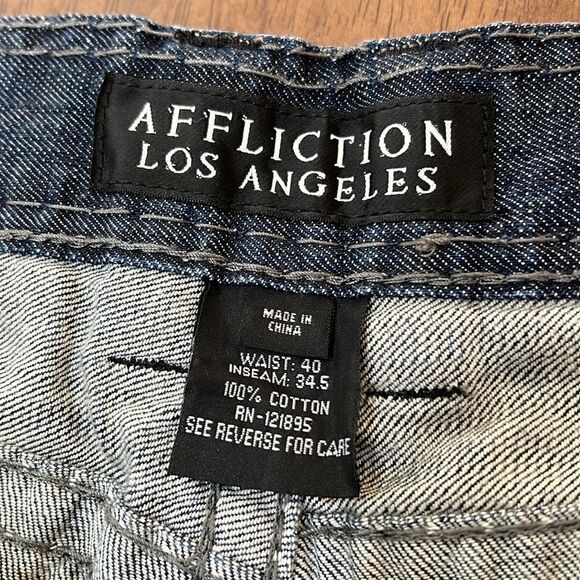 AFFLICTION
LOS ANGELES
MADE IN
CHINA
WAIST: 40
INSEAM: 34.5
100% COTTON
RN-121895
SEE REVERSE FOR CARE